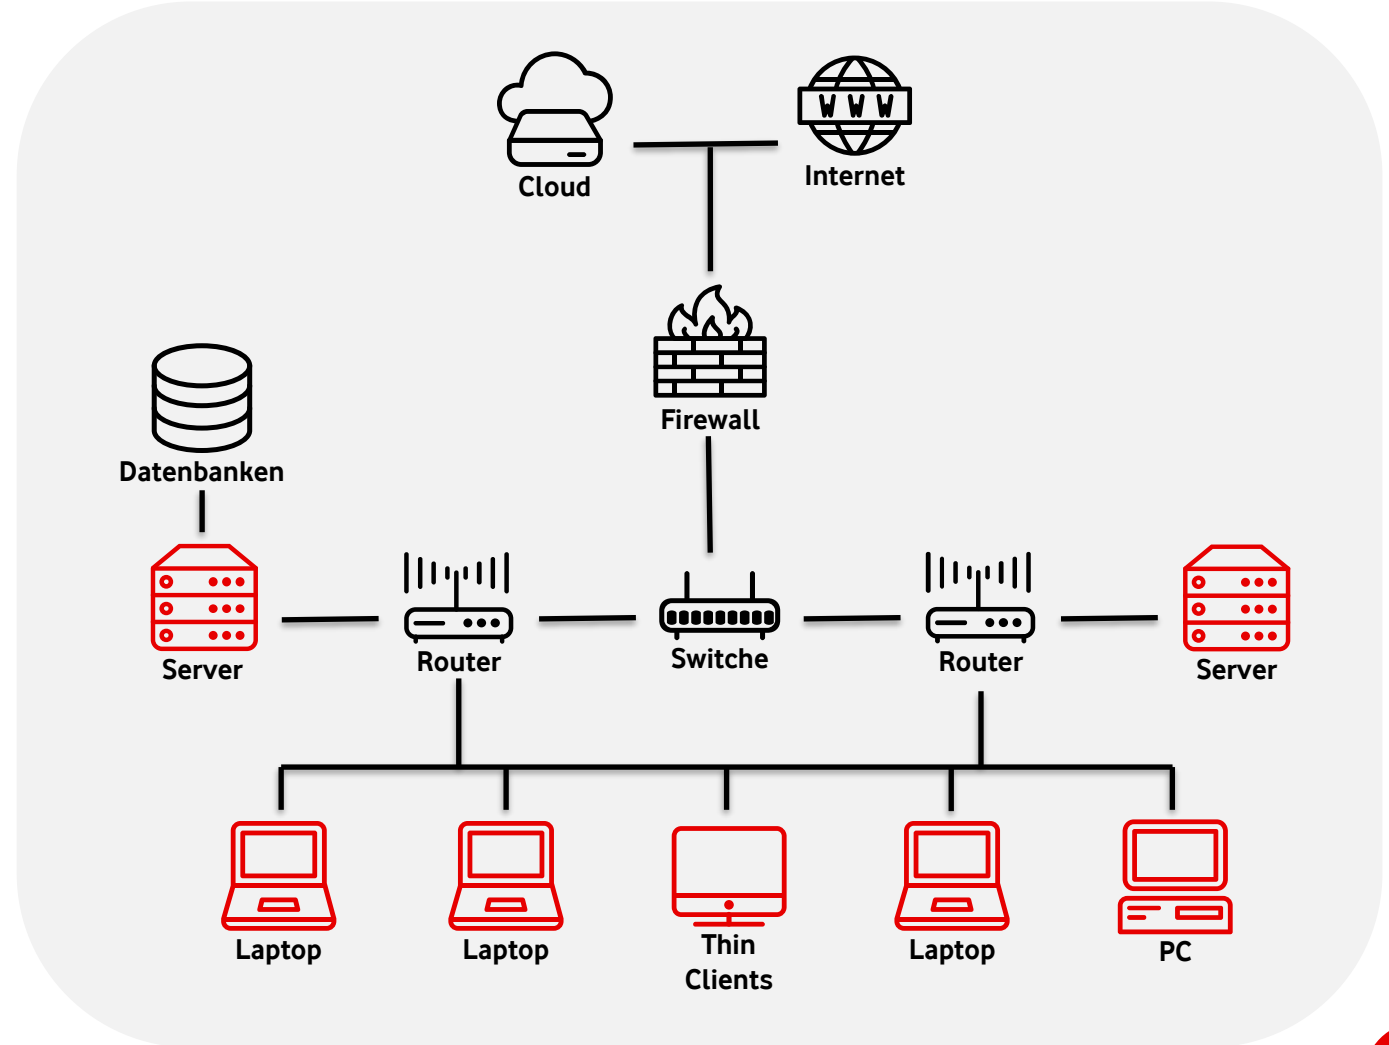 WWW
Cloud
Internet
Firewall
Datenbanken
Server
Router
Switche
Router
Server
Laptop
Laptop
Thin
Clients
Laptop
PC